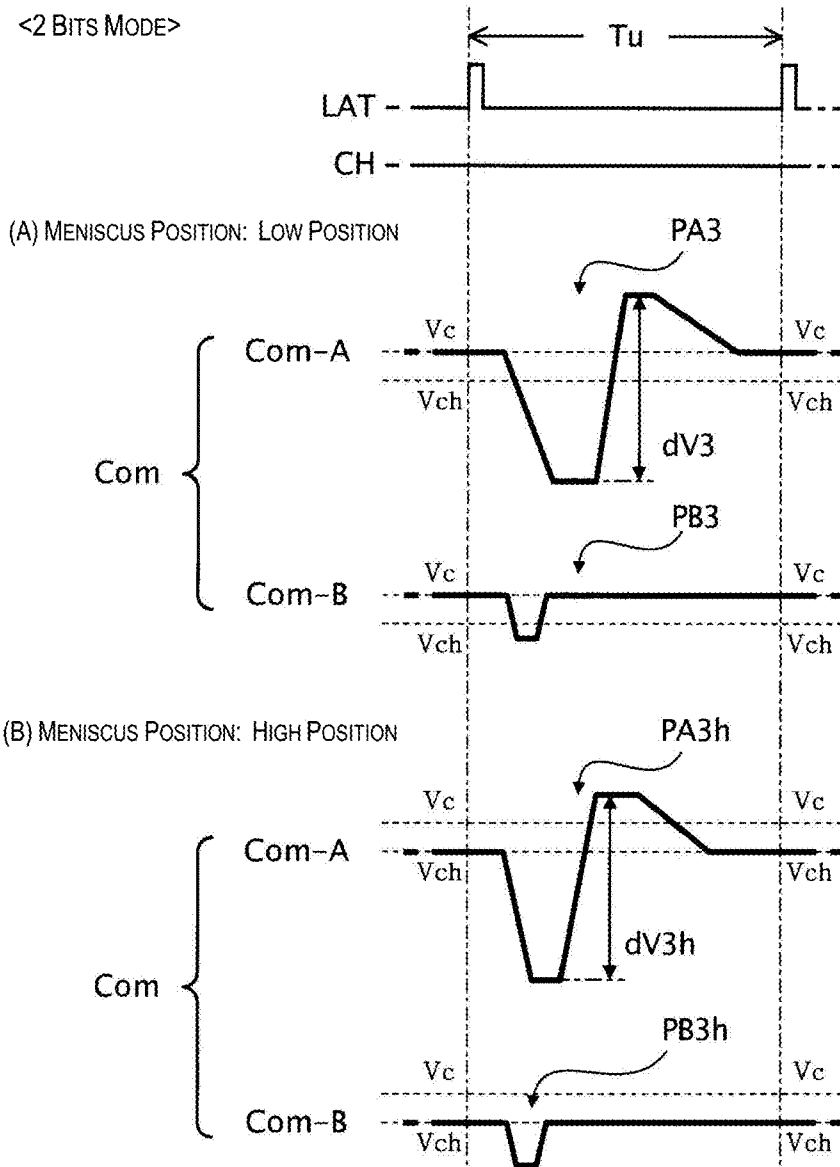 <2 BITS MODE>
Tu
LAT
CH
(A) MENISCUS POSITION: LOW POSITION
PA3
Vc
Vc
Com-A
Vch
Vch
dV3
Com
PB3
Vc
Vc
Com-B
Vch
Vch
(B) MENISCUS POSITION: HIGH POSITION
PA3h
Vc
Vc
Com-A
Vch
Vch
dV3h
Com
PB3h
Vc
Vc
Com-B
Vch
Vch